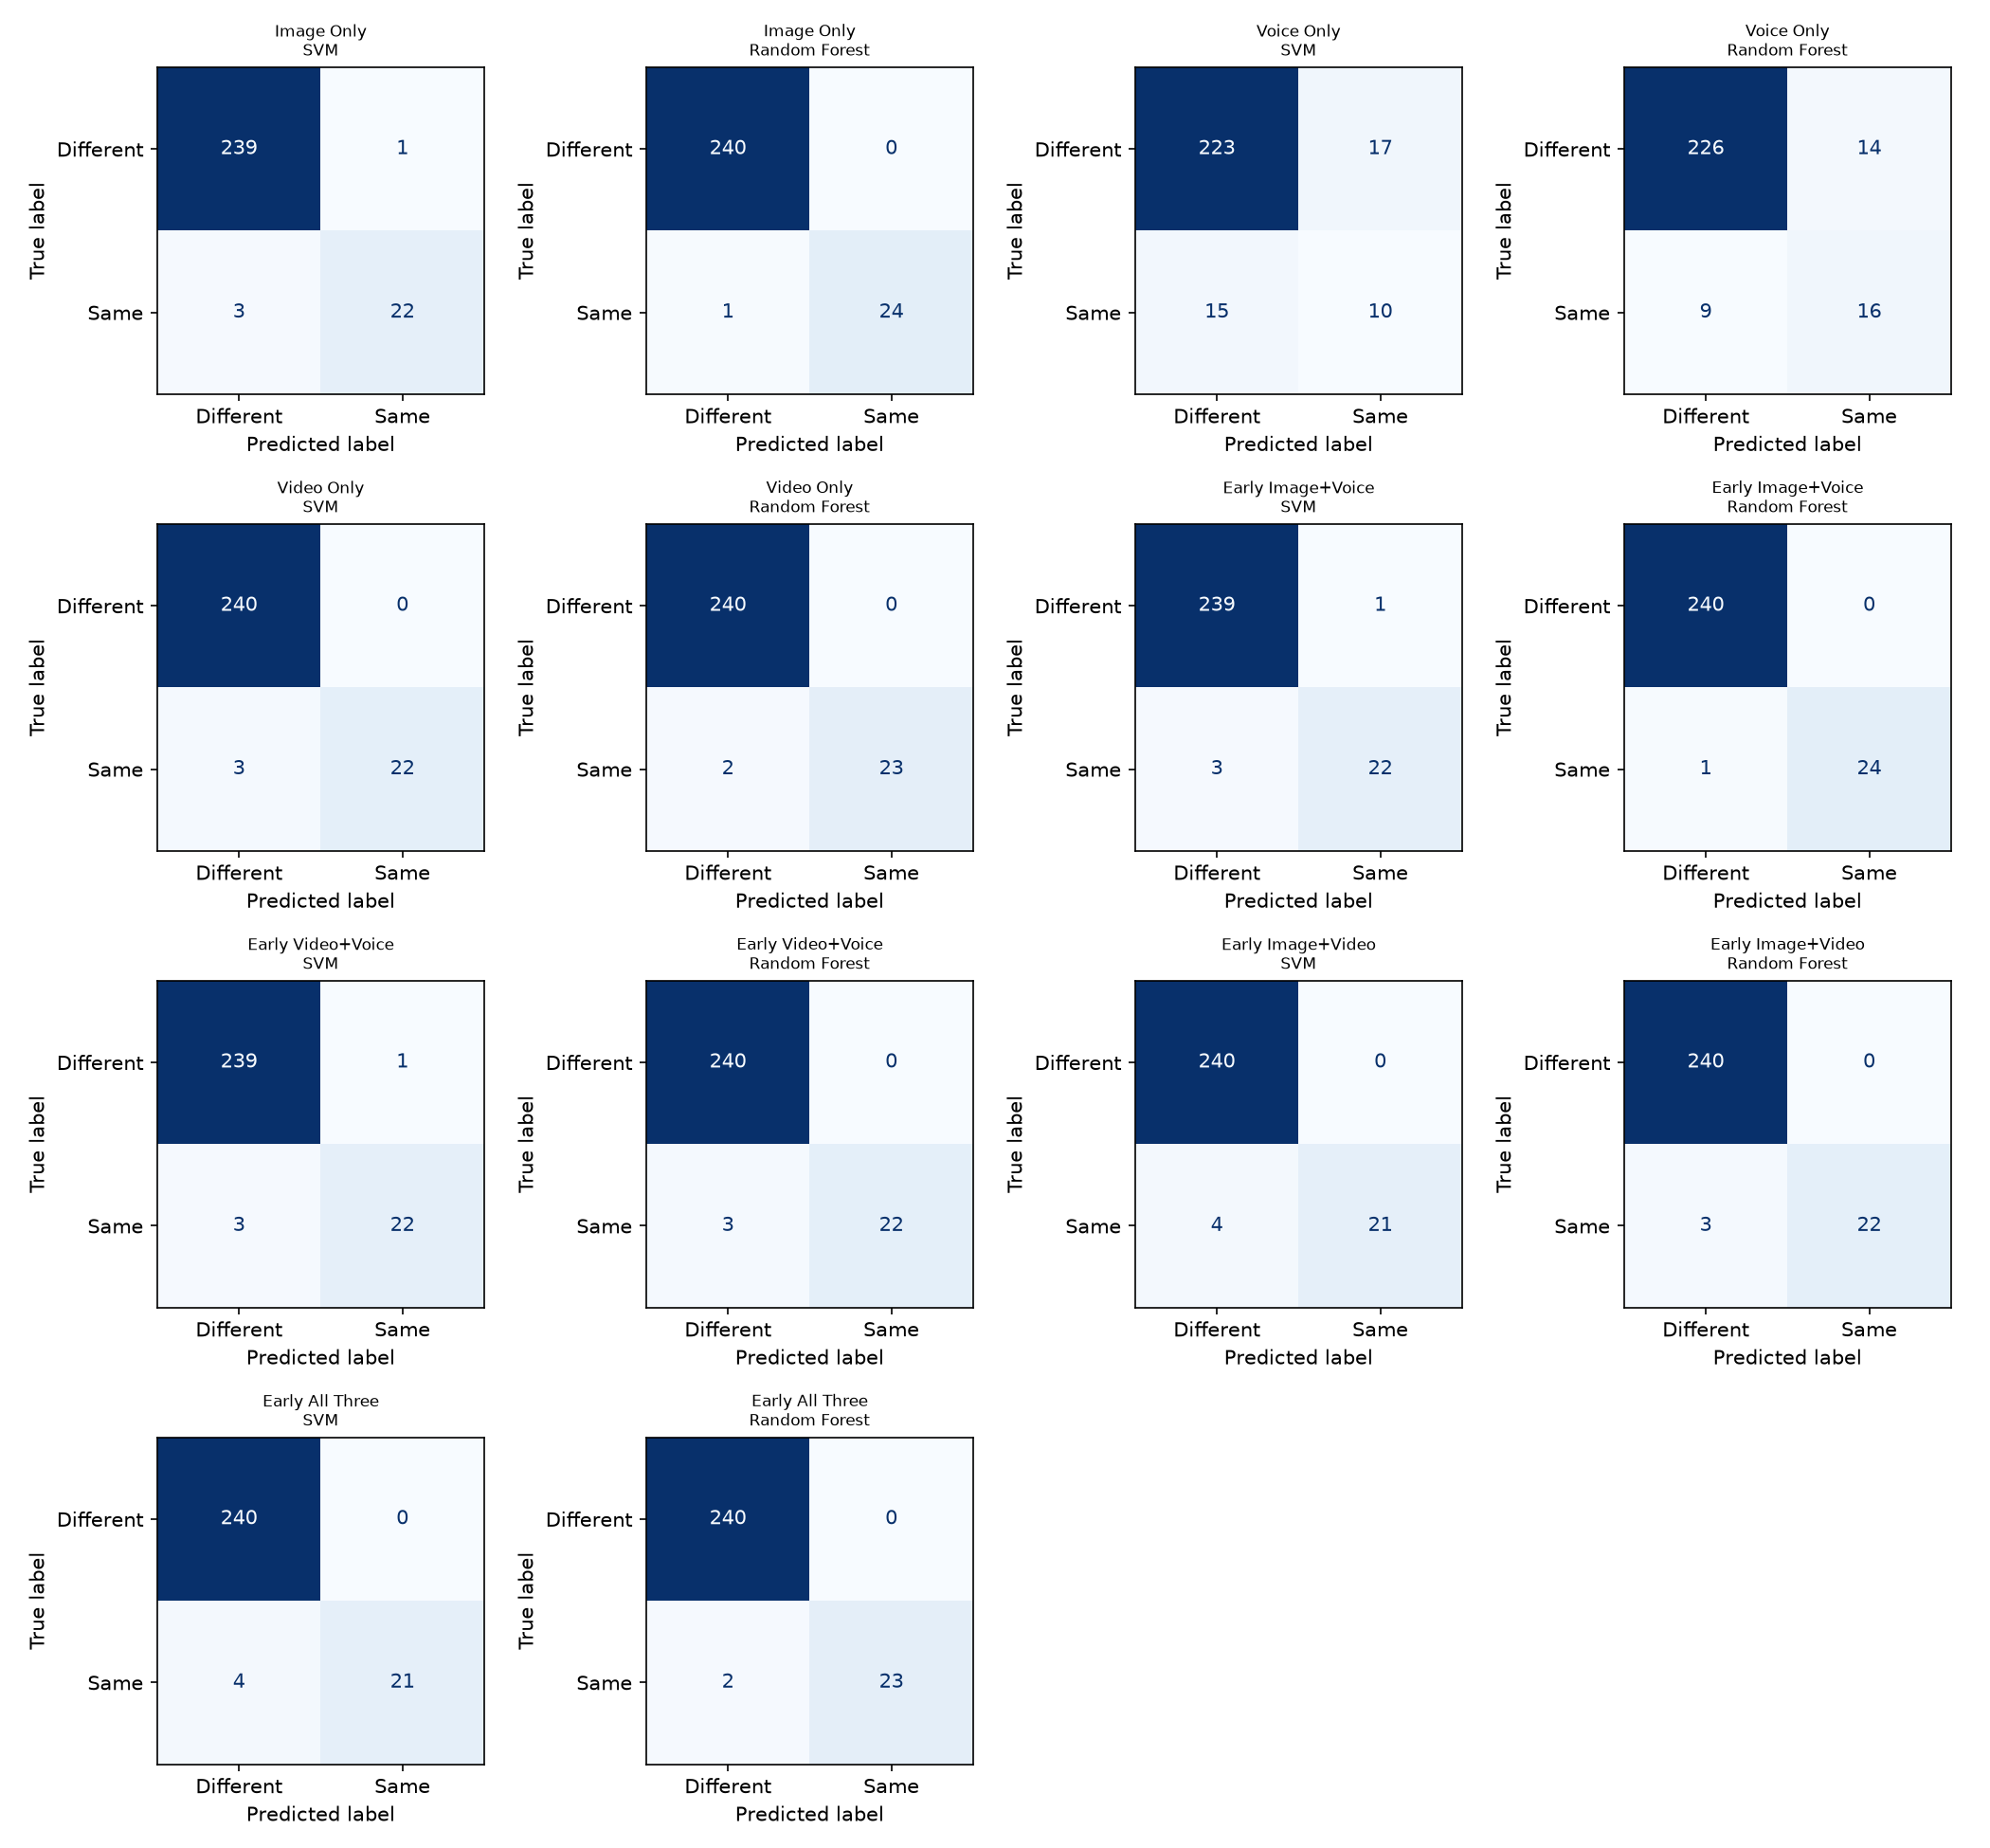 Image Only
SVM
True label
Different
239
1
Same
3
22
Different
Same
Predicted label
Image Only
Random Forest
True label
Different
240
0
Same
1
24
Different
Same
Predicted label
Voice Only
SVM
True label
Different
223
17
Same
15
10
Different
Same
Predicted label
Voice Only
Random Forest
True label
Different
226
14
Same
9
16
Different
Same
Predicted label
Video Only
SVM
True label
Different
240
0
Same
3
22
Different
Same
Predicted label
Video Only
Random Forest
True label
Different
240
0
Same
2
23
Different
Same
Predicted label
Early Image+Voice
SVM
True label
Different
239
1
Same
3
22
Different
Same
Predicted label
Early Image+Voice
Random Forest
True label
Different
240
0
Same
1
24
Different
Same
Predicted label
Early Video+Voice
SVM
True label
Different
239
1
Same
3
22
Different
Same
Predicted label
Early Video+Voice
Random Forest
True label
Different
240
0
Same
3
22
Different
Same
Predicted label
Early Image+Video
SVM
True label
Different
240
0
Same
4
21
Different
Same
Predicted label
Early Image+Video
Random Forest
True label
Different
240
0
Same
3
22
Different
Same
Predicted label
Early All Three
SVM
True label
Different
240
0
Same
4
21
Different
Same
Predicted label
Early All Three
Random Forest
True label
Different
240
0
Same
2
23
Different
Same
Predicted label